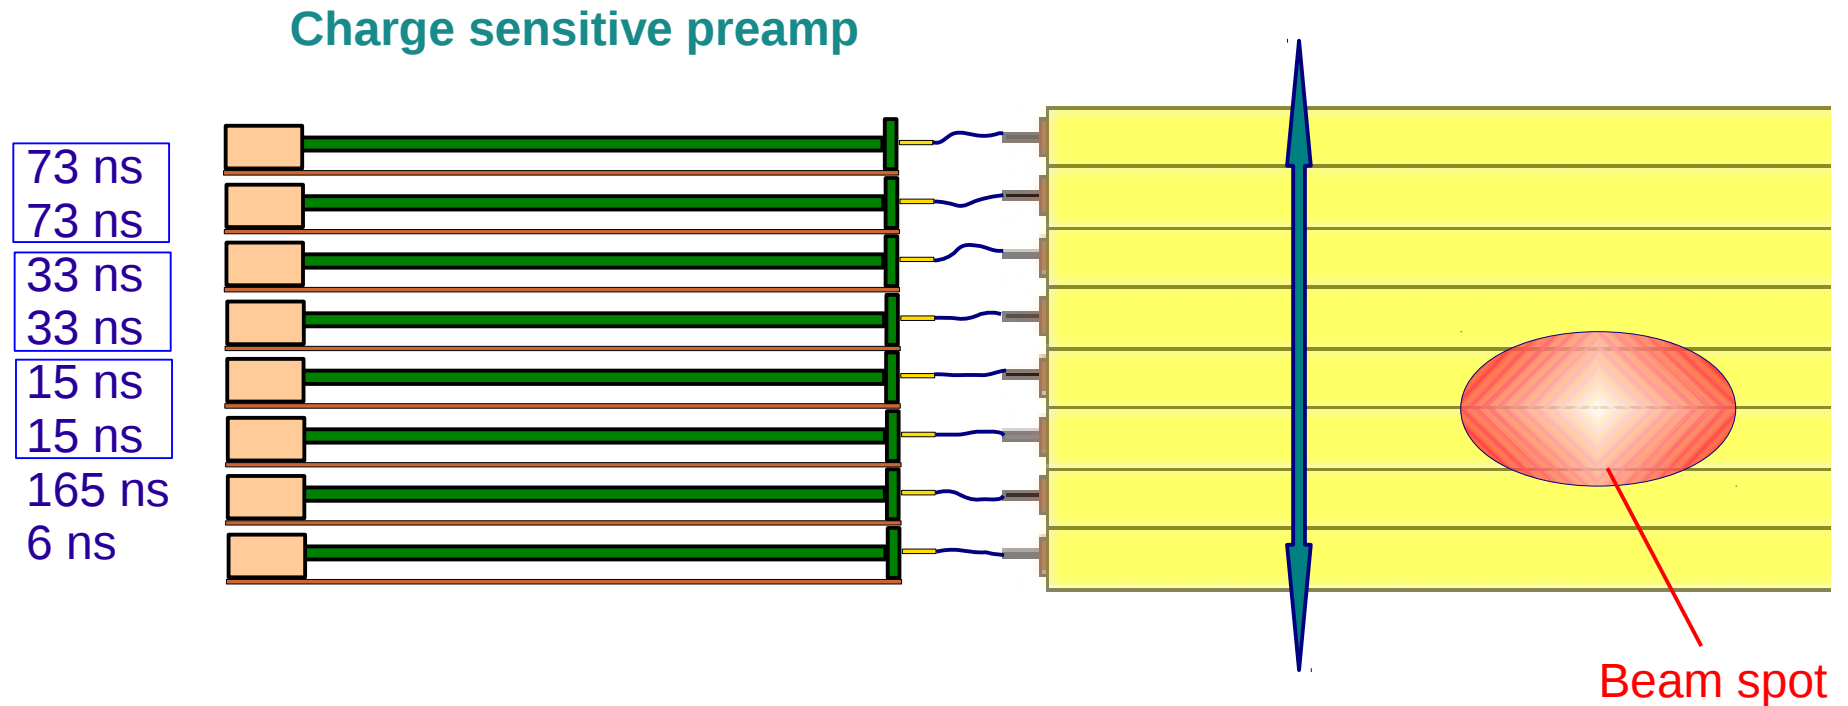 Charge sensitive preamp
73 ns
73 ns
33 ns
33 ns
15 ns
15 ns
165 ns
6 ns
Beam spot